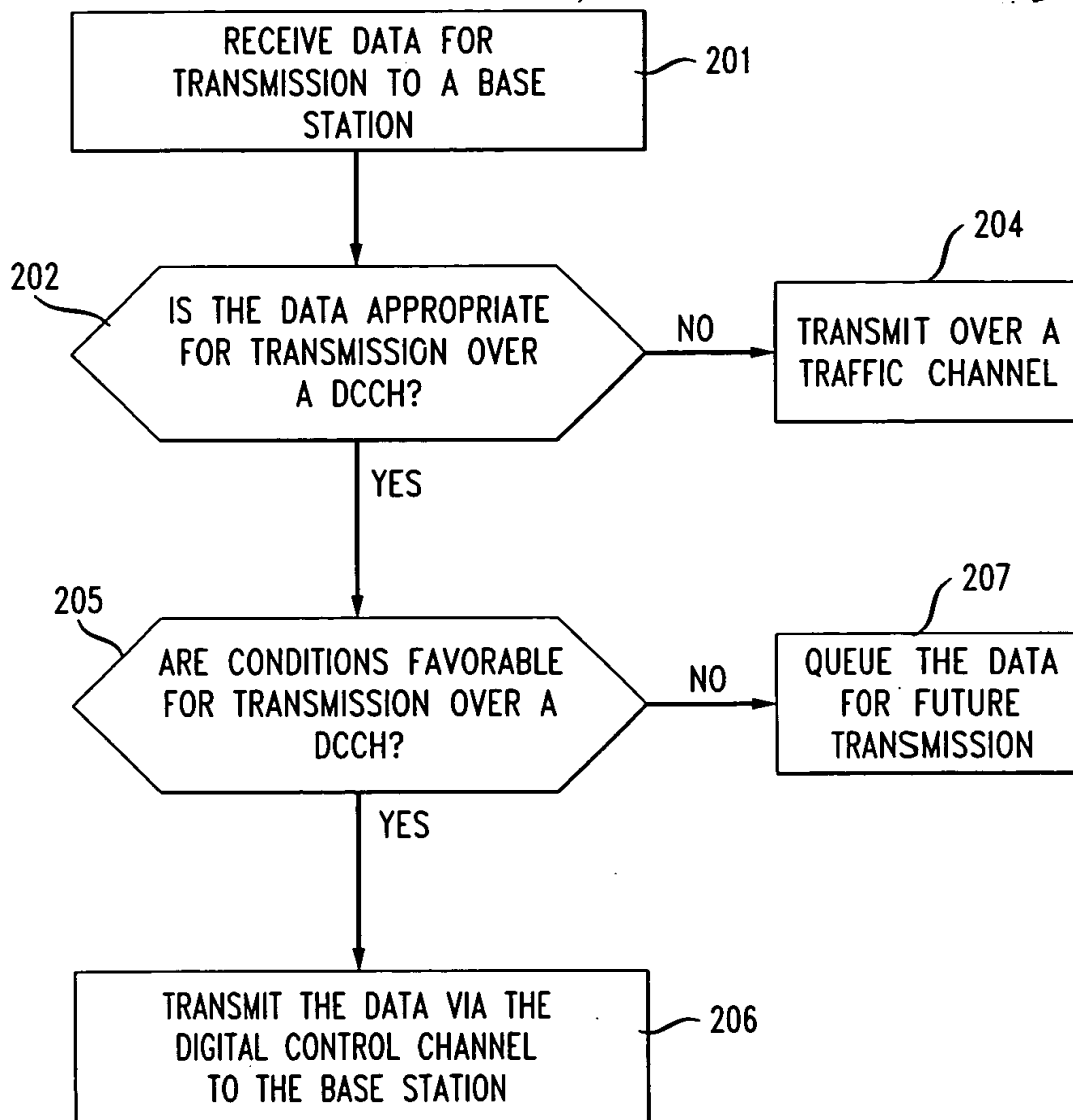 RECEIVE DATA FOR
TRANSMISSION TO A BASE
STATION
201
202
IS THE DATA APPROPRIATE
FOR TRANSMISSION OVER
A DCCH?
NO
204
TRANSMIT OVER A
TRAFFIC CHANNEL
YES
205
ARE CONDITIONS FAVORABLE
FOR TRANSMISSION OVER A
DCCH?
NO
207
QUEUE THE DATA
FOR FUTURE
TRANSMISSION
YES
TRANSMIT THE DATA VIA THE
DIGITAL CONTROL CHANNEL
TO THE BASE STATION
206